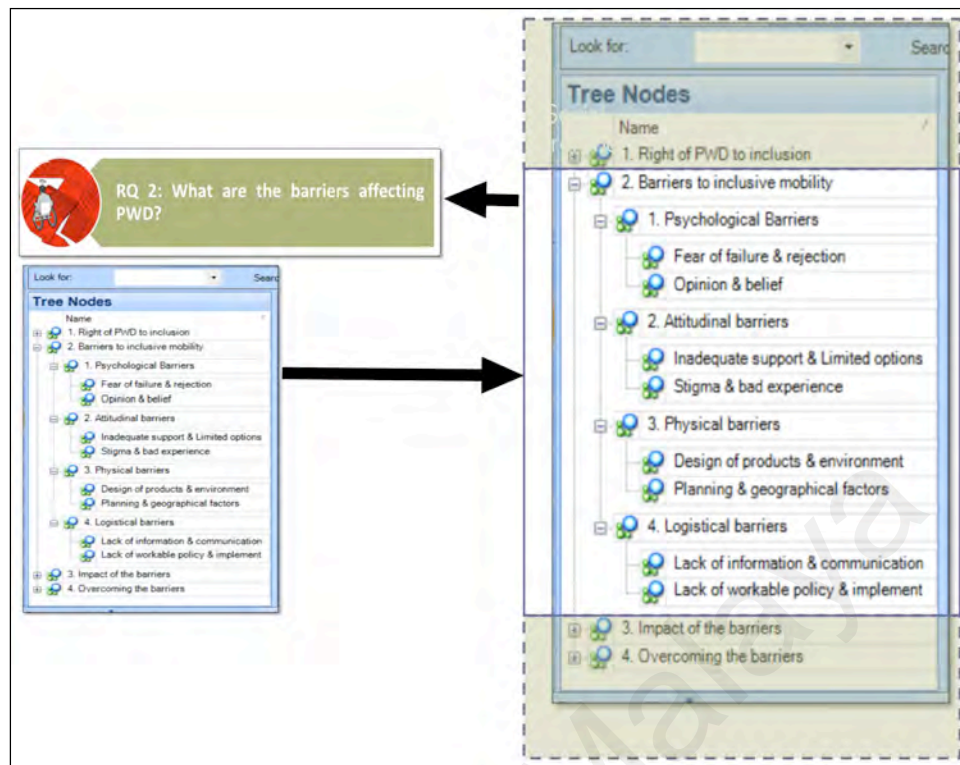 RQ 2: What are the barriers affecting
PWD?
Look for:
Searc
Tree Nodes
Name
1. Right of PWD to inclusion
2. Barriers to inclusive mobility
1. Psychological Barriers
Fear of failure & rejection
Opinion & belief
2. Attitudinal barriers
Inadequate support & Limited options
Stigma & bad experience
3. Physical barriers
Design of products & environment
Planning & geographical factors
4. Logistical barriers
Lack of information & communication
Lack of workable policy & implement
3. Impact of the barriers
4. Overcoming the barriers
Look for:
Searc
Tree Nodes
Name
1. Right of PWD to inclusion
2. Barriers to inclusive mobility
1. Psychological Barriers
Fear of failure & rejection
Opinion & belief
2. Attitudinal barriers
Inadequate support & Limited options
Stigma & bad experience
3. Physical barriers
Design of products & environment
Planning & geographical factors
4. Logistical barriers
Lack of information & communication
Lack of workable policy & implement
3. Impact of the barriers
4. Overcoming the barriers
Malaya